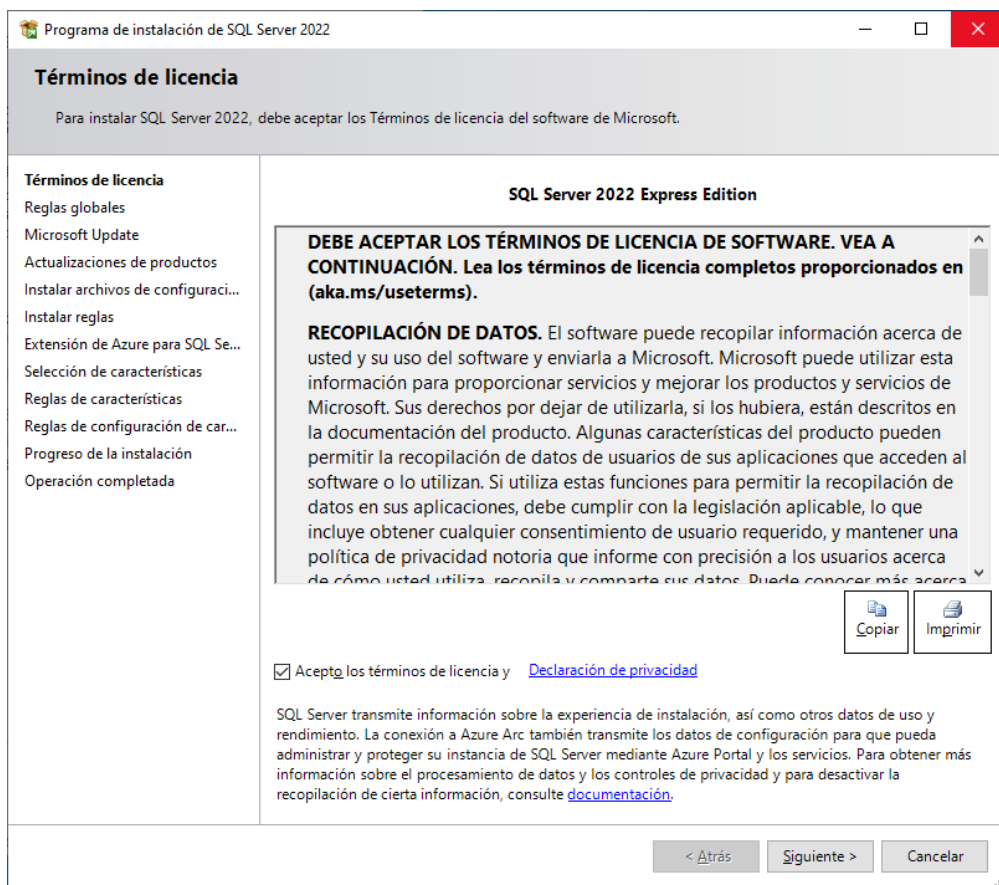 Programa de instalación de SQL Server 2022
Términos de licencia
Para instalar SQL Server 2022, debe aceptar los Términos de licencia del software de Microsoft.
Términos de licencia
Reglas globales
Microsoft Update
Actualizaciones de productos
Instalar archivos de configuraci...
Instalar reglas
Extensión de Azure para SQL Se...
Selección de características
Reglas de características
Reglas de configuración de car...
Progreso de la instalación
Operación completada
SQL Server 2022 Express Edition
DEBE ACEPTAR LOS TÉRMINOS DE LICENCIA DE SOFTWARE. VEA A
CONTINUACIÓN. Lea los términos de licencia completos proporcionados en
(aka.ms/useterms).
RECOPILACIÓN DE DATOS. El software puede recopilar información acerca de
usted y su uso del software y enviarla a Microsoft. Microsoft puede utilizar esta
información para proporcionar servicios y mejorar los productos y servicios de
Microsoft. Sus derechos por dejar de utilizarla, si los hubiera, están descritos en
la documentación del producto. Algunas características del producto pueden
permitir la recopilación de datos de usuarios de sus aplicaciones que acceden al
software o lo utilizan. Si utiliza estas funciones para permitir la recopilación de
datos en sus aplicaciones, debe cumplir con la legislación aplicable, lo que
incluye obtener cualquier consentimiento de usuario requerido, y mantener una
política de privacidad notoria que informe con precisión a los usuarios acerca
de cómo usted utiliza, recopila y comparte sus datos. Puede conocer más acerca
Copiar
Imprimir
Acepto los términos de licencia y Declaración de privacidad
SQL Server transmite información sobre la experiencia de instalación, así como otros datos de uso y
rendimiento. La conexión a Azure Arc también transmite los datos de configuración para que pueda
administrar y proteger su instancia de SQL Server mediante Azure Portal y los servicios. Para obtener más
información sobre el procesamiento de datos y los controles de privacidad y para desactivar la
recopilación de cierta información, consulte documentación.
< Atrás
Siguiente >
Cancelar